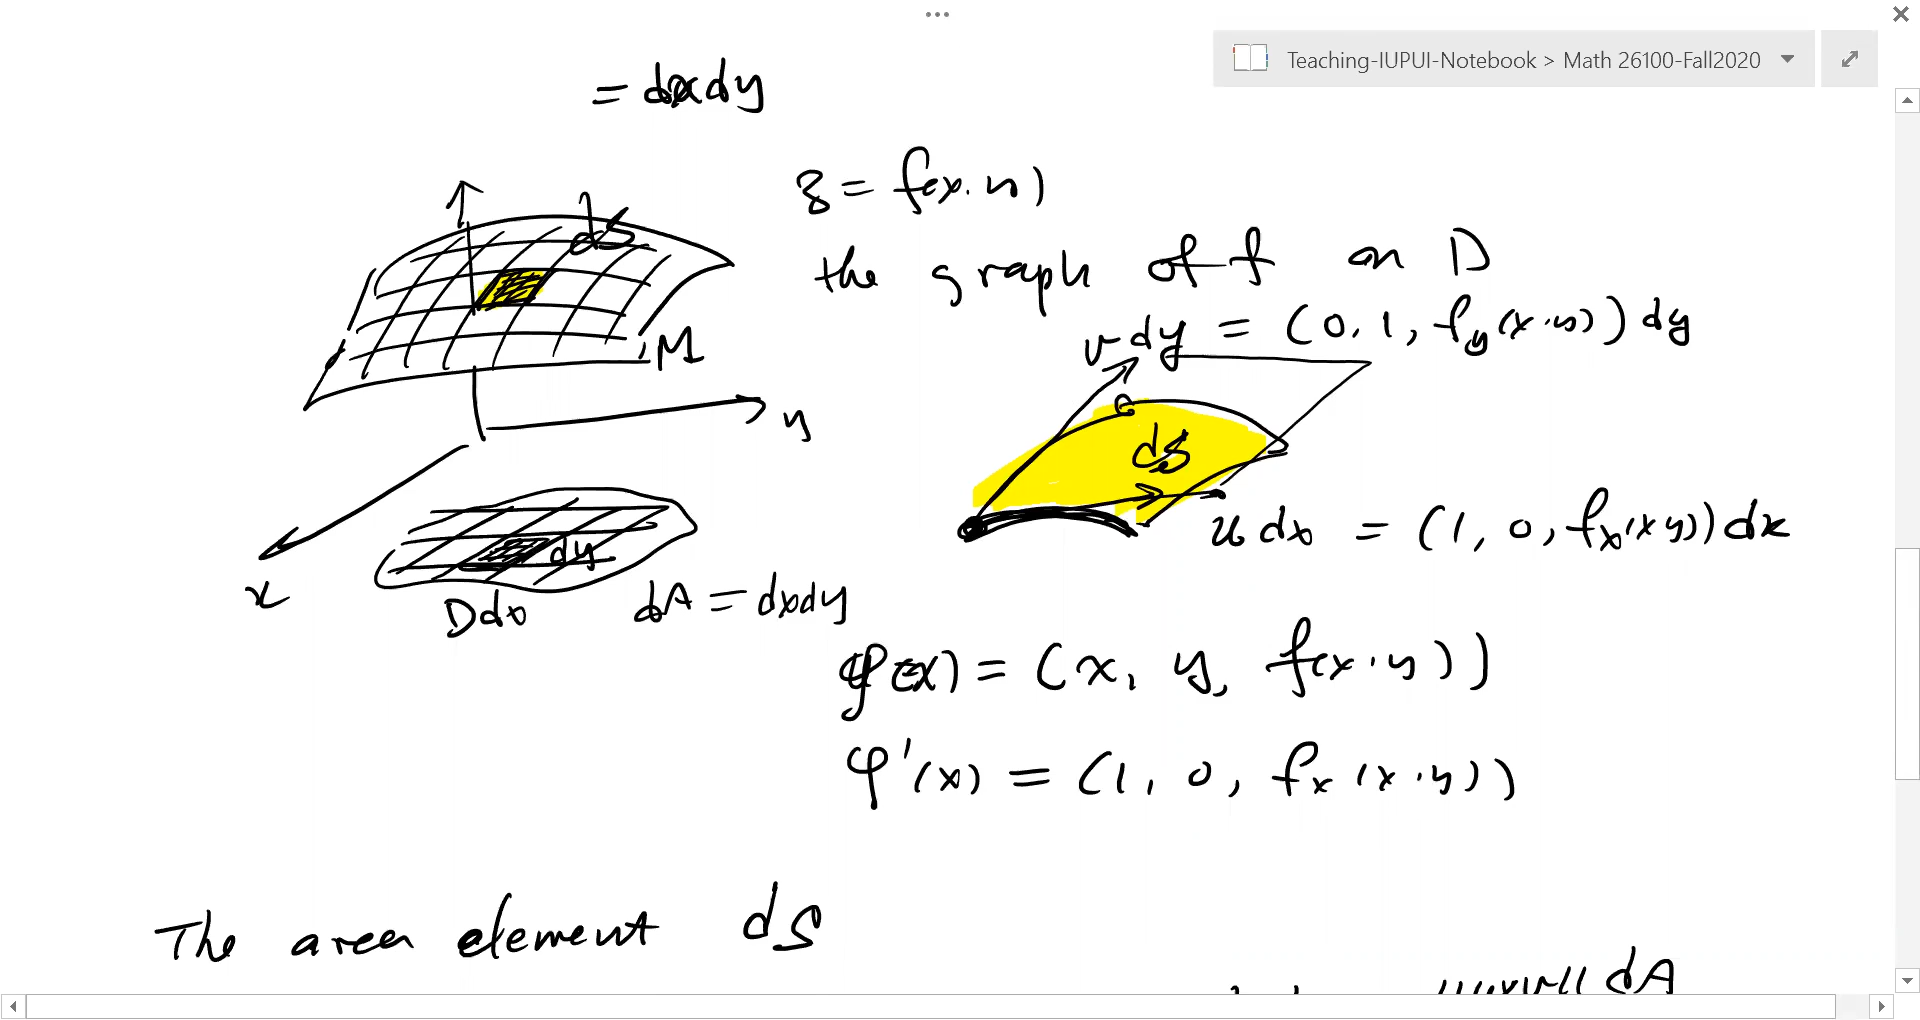 Teaching-IUPUI-Notebook > Math 26100-Fall2020
= dxdy
z = f(x.y)
dS
the graph of f on D
v dy = (0, 1, f_y(x.y)) dy
M
y
dS
u dx = (1, 0, f_x(x y)) dx
x
dy
D dx
dA = dxdy
φ(x) = (x, y, f(x.y))
φ'(x) = (1, 0, f_x(x.y))
The area element dS
dA